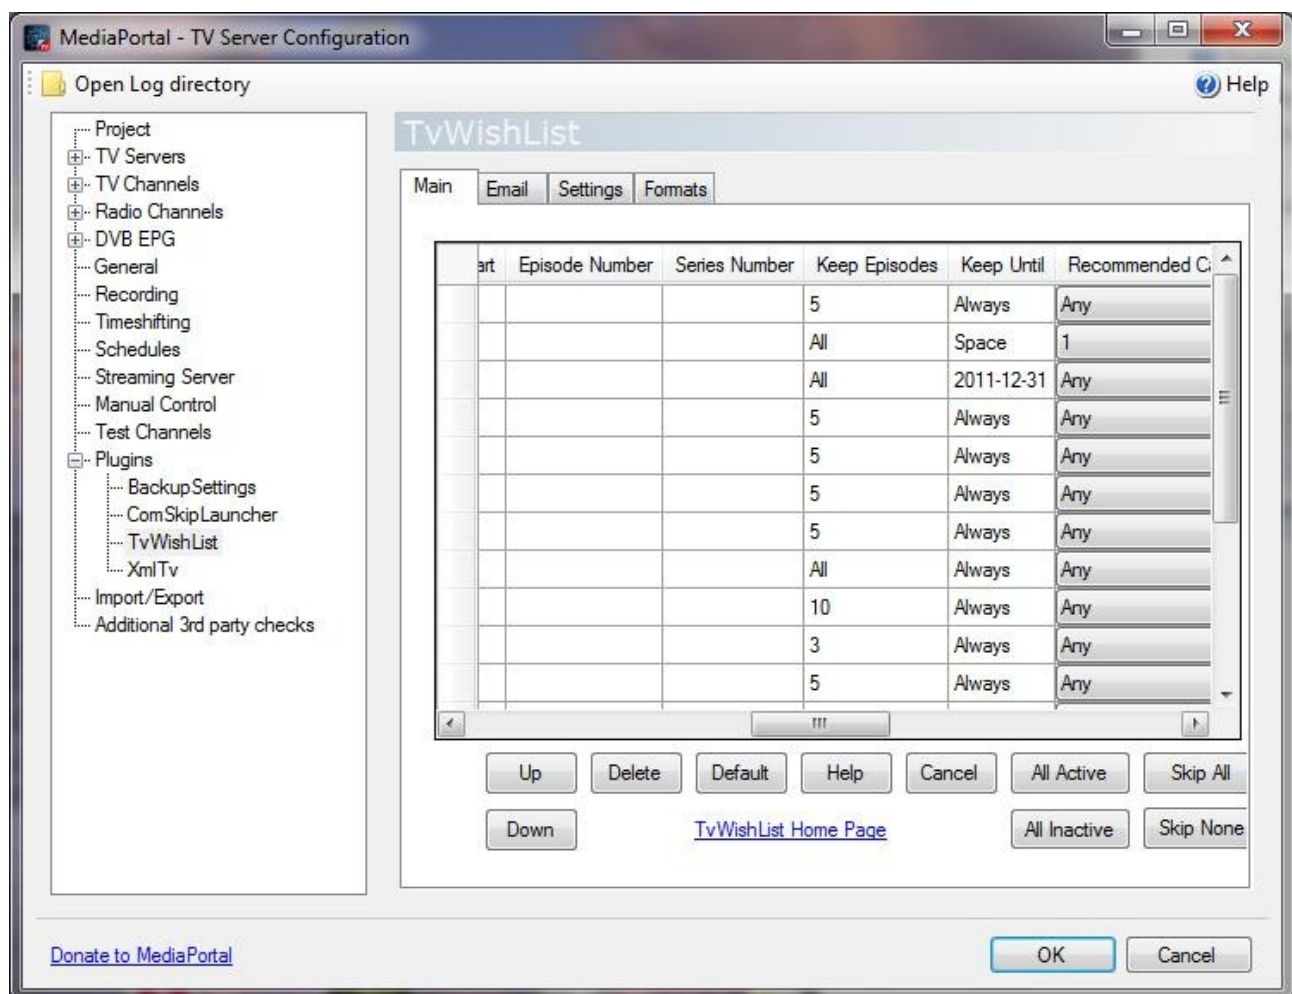 MediaPortal - TV Server Configuration
Open Log directory
Help
Project
TV Servers
TV Channels
Radio Channels
DVB EPG
General
Recording
Timeshifting
Schedules
Streaming Server
Manual Control
Test Channels
Plugins
BackupSettings
ComSkipLauncher
TvWishList
XmlTv
Import/Export
Additional 3rd party checks
TvWishList
Main Email Settings Formats
art Episode Number Series Number Keep Episodes Keep Until Recommended Ca
5 Always Any
All Space 1
All 2011-12-31 Any
5 Always Any
5 Always Any
5 Always Any
5 Always Any
All Always Any
10 Always Any
3 Always Any
5 Always Any
Up Delete Default Help Cancel All Active Skip All
Down TvWishList Home Page All Inactive Skip None
Donate to MediaPortal
OK Cancel